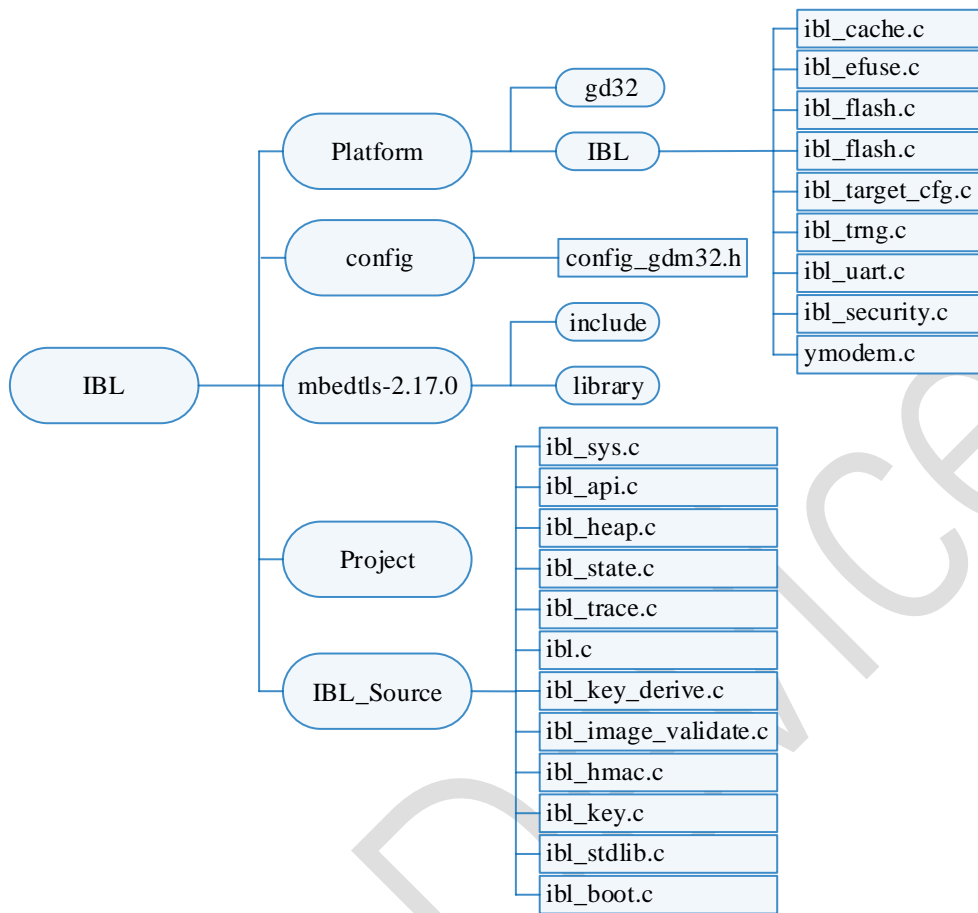 IBL
Platform
gd32
IBL
ibl_cache.c
ibl_efuse.c
ibl_flash.c
ibl_flash.c
ibl_target_cfg.c
ibl_trng.c
ibl_uart.c
ibl_security.c
ymodem.c
config
config_gdm32.h
mbedtls-2.17.0
include
library
Project
IBL_Source
ibl_sys.c
ibl_api.c
ibl_heap.c
ibl_state.c
ibl_trace.c
ibl.c
ibl_key_derive.c
ibl_image_validate.c
ibl_hmac.c
ibl_key.c
ibl_stdlib.c
ibl_boot.c